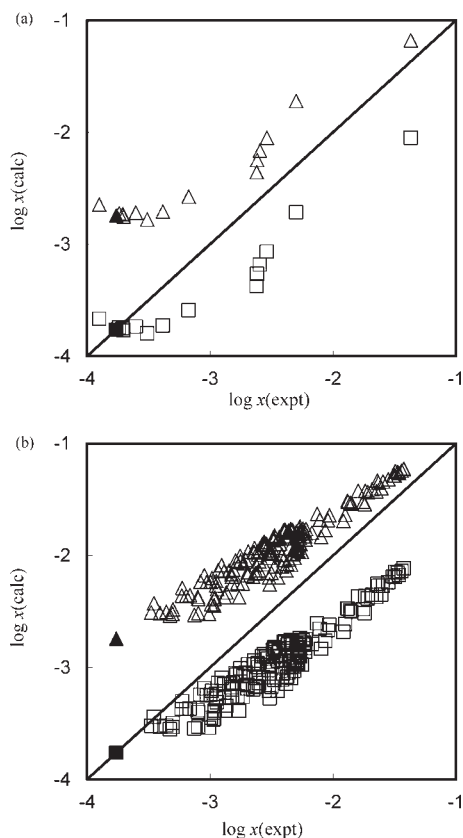 (a)
-1
-2
log x(calc)
-3
-4
-4 -3 -2 -1
log x(expt)
(b)
-1
-2
log x(calc)
-3
-4
-4 -3 -2 -1
log x(expt)